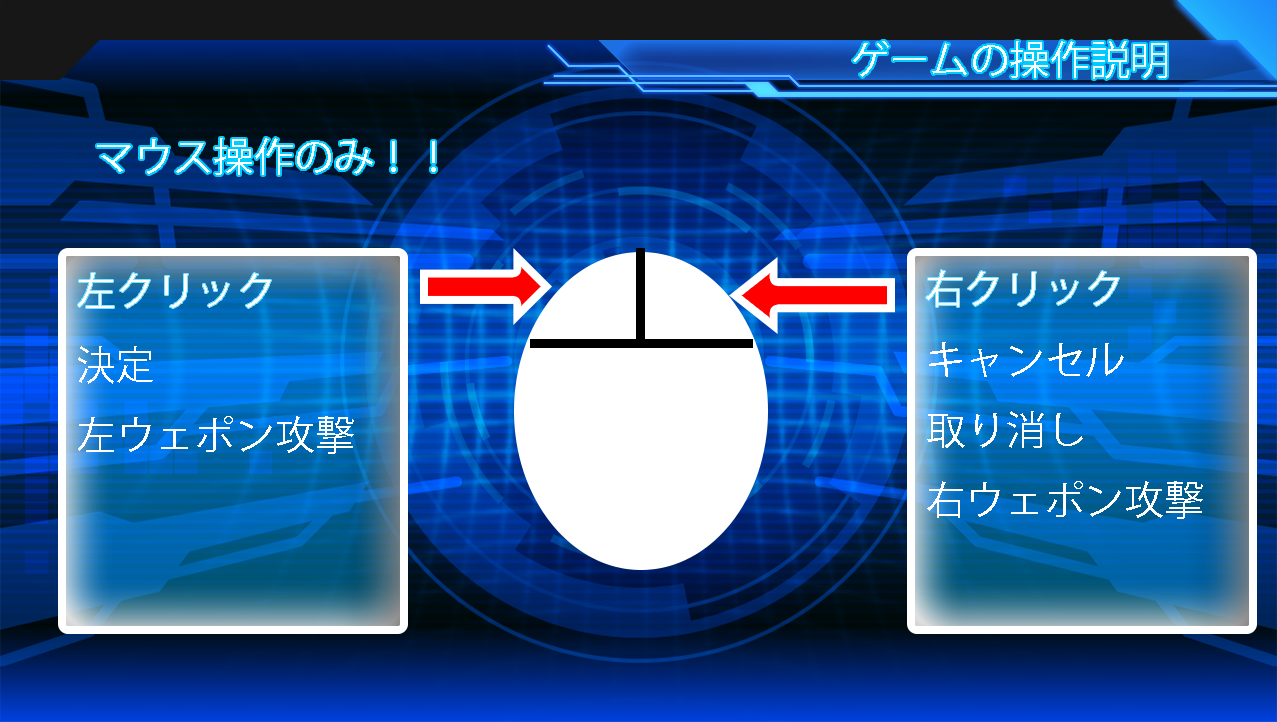 ゲームの操作説明
マウス操作のみ！！
左クリック
決定
左ウェポン攻撃
右クリック
キャンセル
取り消し
右ウェポン攻撃